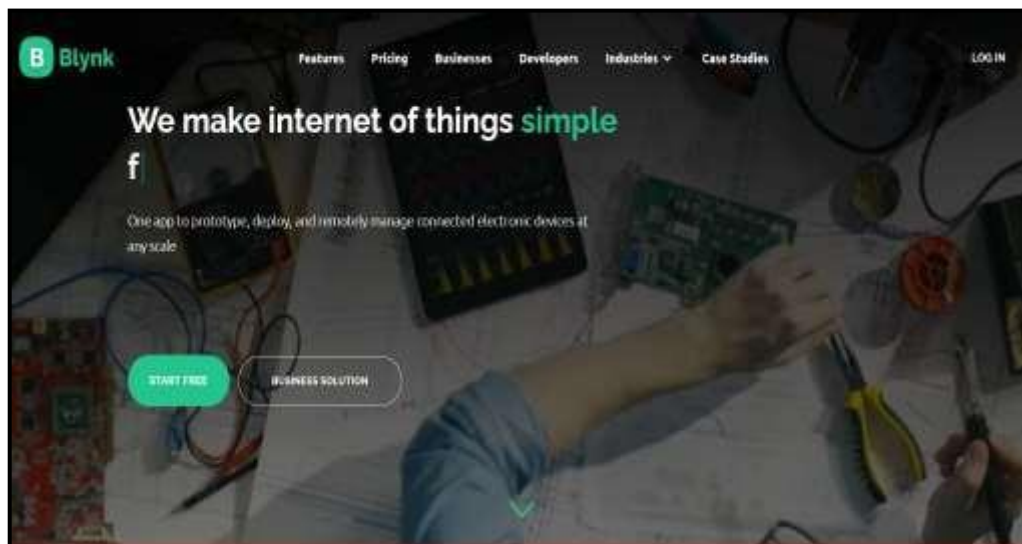 B Blynk
Features Pricing Businesses Developers Industries Case Studies LOG IN
We make internet of things simple
f
One app to prototype, deploy, and remotely manage connected electronic devices at
any scale
START FREE BUSINESS SOLUTION